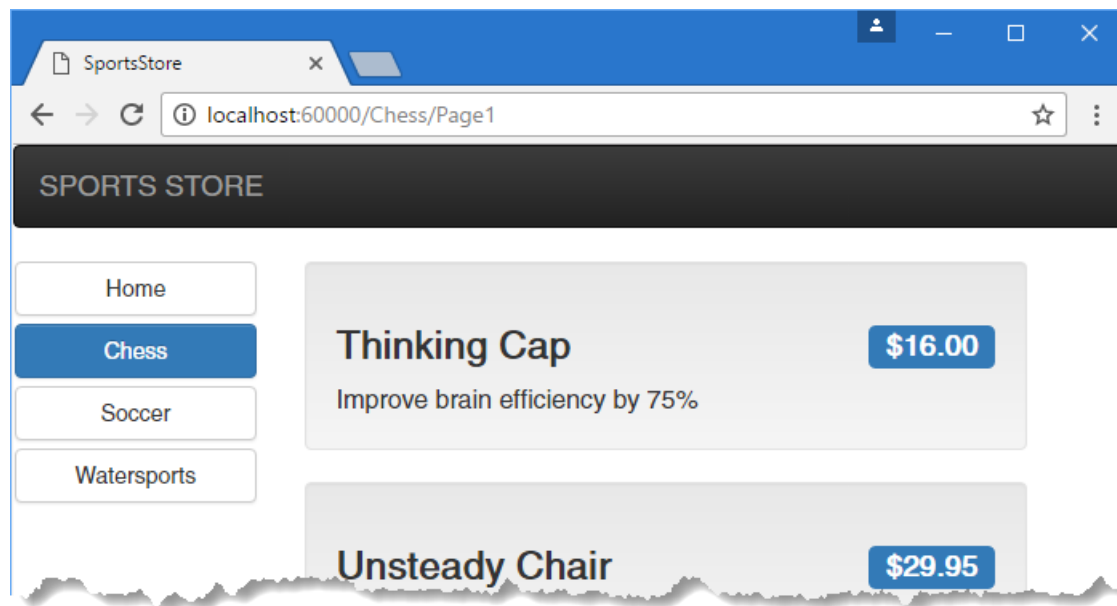 SportsStore
localhost:60000/Chess/Page1
SPORTS STORE
Home
Chess
Soccer
Watersports
Thinking Cap
$16.00
Improve brain efficiency by 75%
Unsteady Chair
$29.95